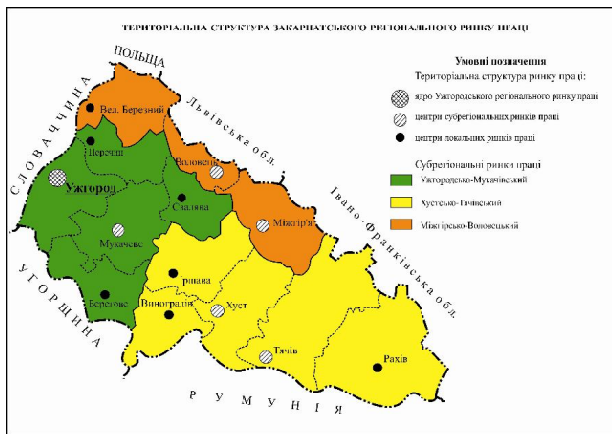 ТЕРИТОРІАЛЬНА СТРУКТУРА ЗАКАРПАТСЬКОГО РЕГІОНАЛЬНОГО РИНКУ ПРАЦІ
Умовні позначення
Територіальна структура ринку праці:
ядро Ужгородського регіонального ринку праці
центри субрегіональних ринків праці
центри локальних ринків праці
Субрегіональні ринки праці
Ужгородсько-Мукачівський
Хустсько-Тячівський
Міжгірсько-Воловецький
ПОЛЬЩА
СЛОВАЧЧИНА
Львівська обл.
Івано-Франківська обл.
УГОРЩИНА
РУМУНІЯ
Вел. Березний
Перечин
Воловець
Ужгород
Свалява
Міжгір'я
Мукачеве
ршава
Берегове
Виноградів
Хуст
Тячів
Рахів